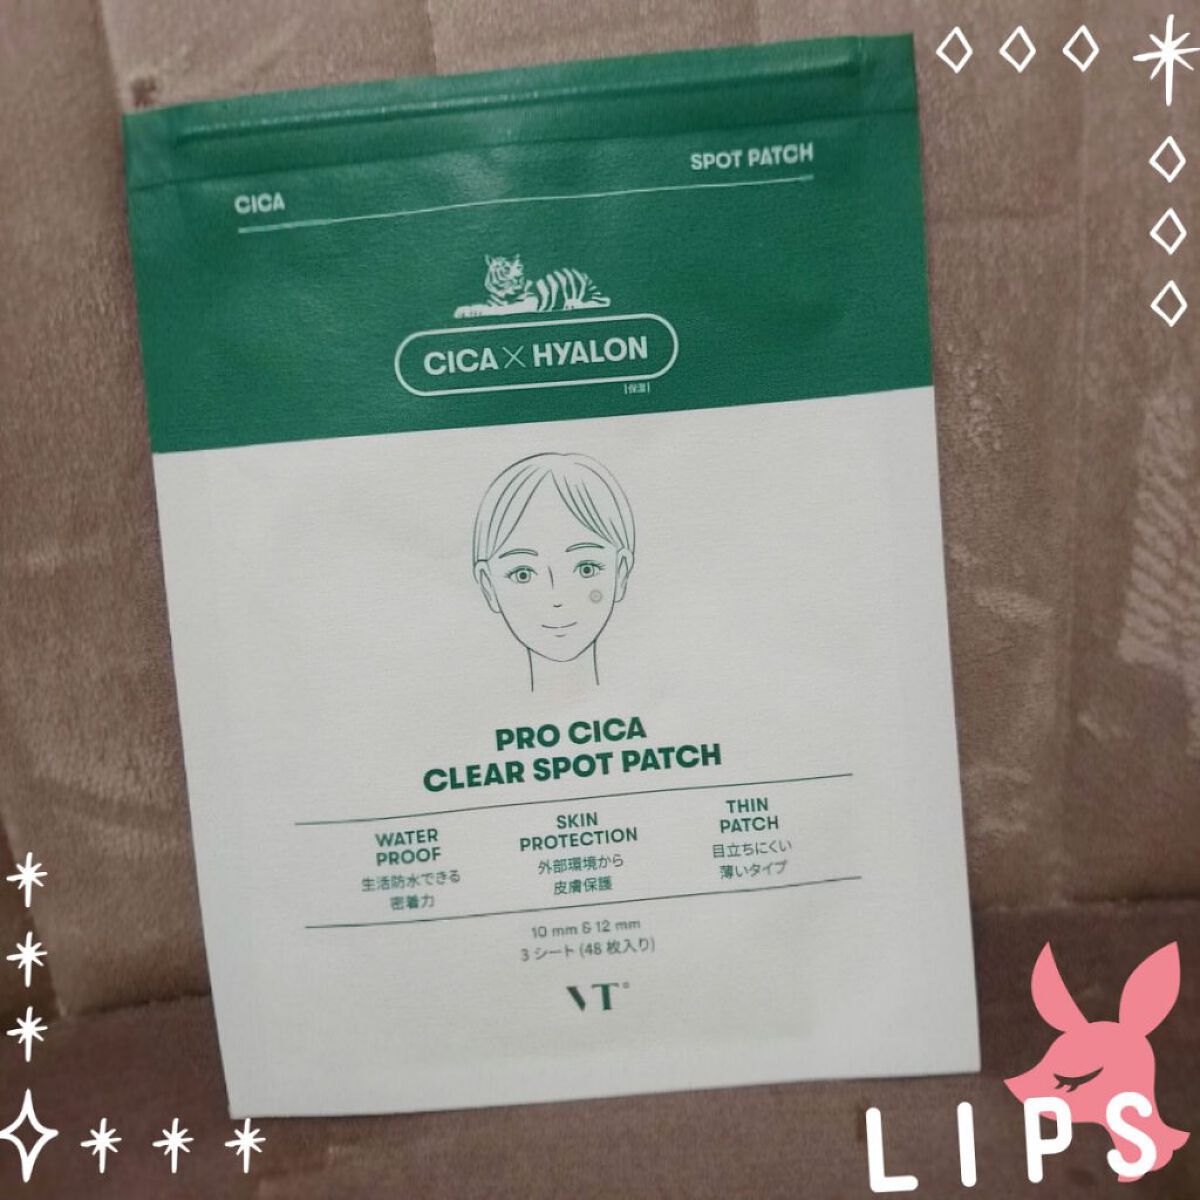 CICA
SPOT PATCH
CICA×HYALON
[保湿]
PRO CICA
CLEAR SPOT PATCH
WATER
PROOF
生活防水できる
密着力
SKIN
PROTECTION
外部環境から
皮膚保護
THIN
PATCH
目立ちにくい
薄いタイプ
10 mm & 12 mm
3 シート (48 枚入り)
VT
LIPS